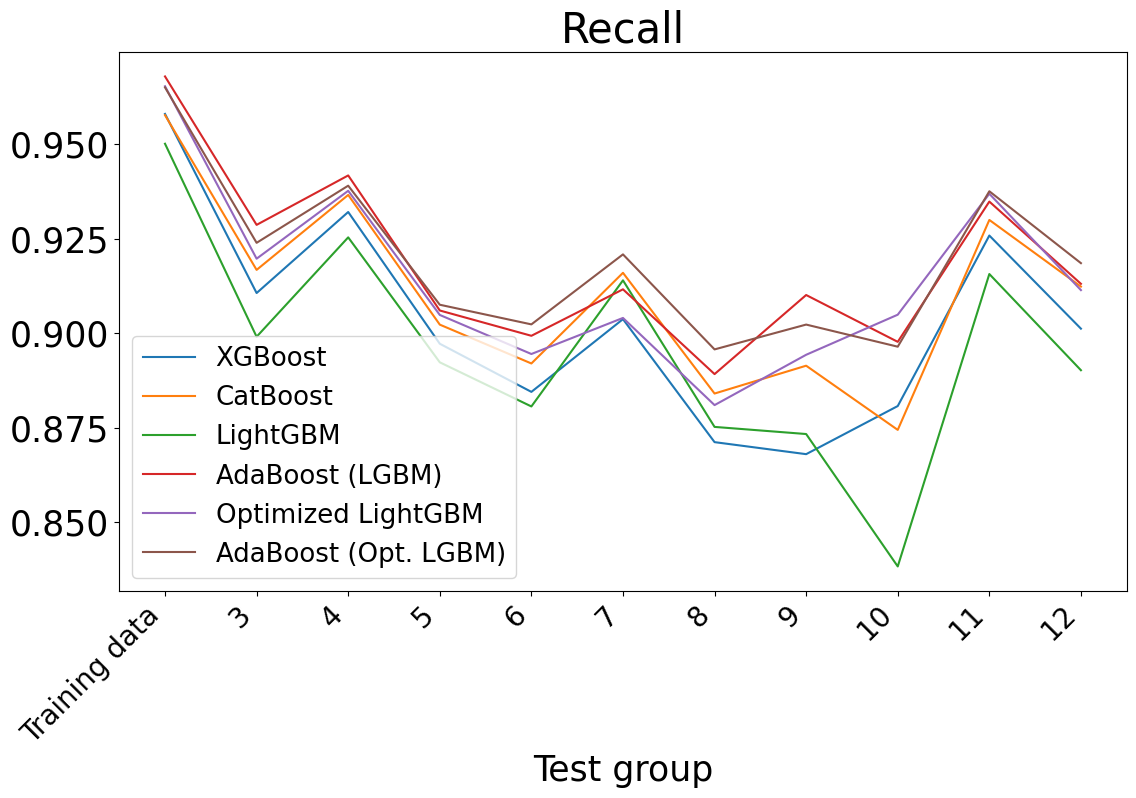 Recall
0.950
0.925
0.900
0.875
0.850
XGBoost
CatBoost
LightGBM
AdaBoost (LGBM)
Optimized LightGBM
AdaBoost (Opt. LGBM)
Training data
3
4
5
6
7
8
9
10
11
12
Test group